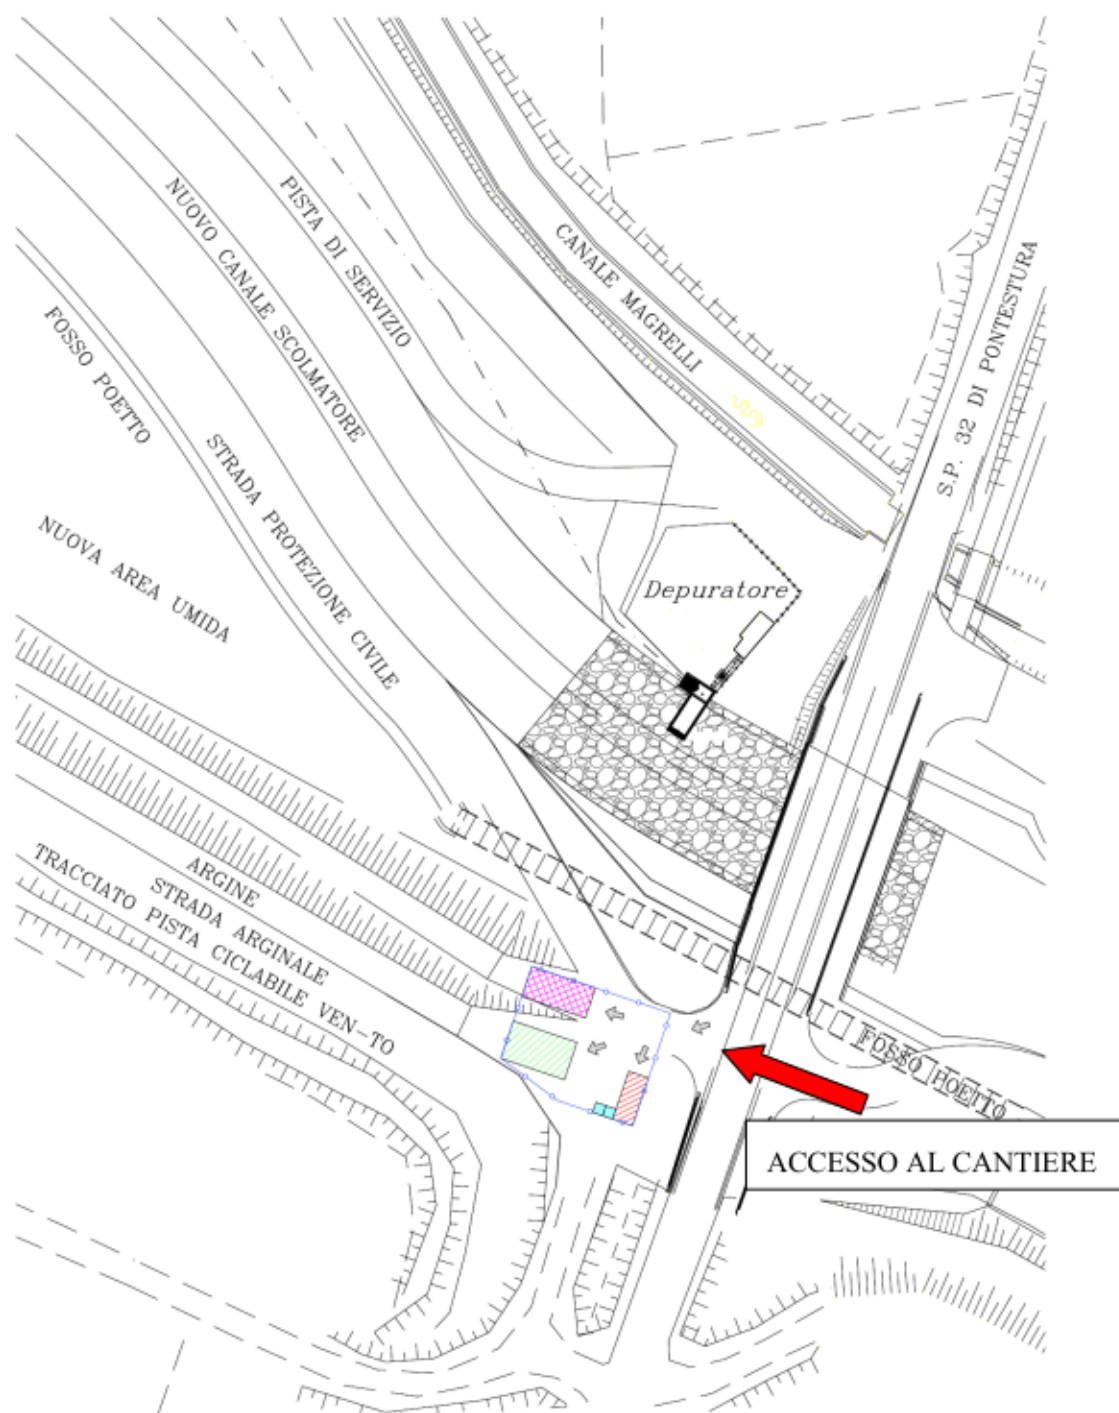 CANALE MAGRELLI
PISTA DI SERVIZIO
NUOVO CANALE SCOLMATORE
S.P. 32 DI PONTESTURA
FOSSO POETTO
STRADA PROTEZIONE CIVILE
NUOVA AREA UMIDA
Depuratore
ARGINE
STRADA ARGINALE
TRACCIATO PISTA CICLABILE VEN-TO
FOSSO POETTO
ACCESSO AL CANTIERE